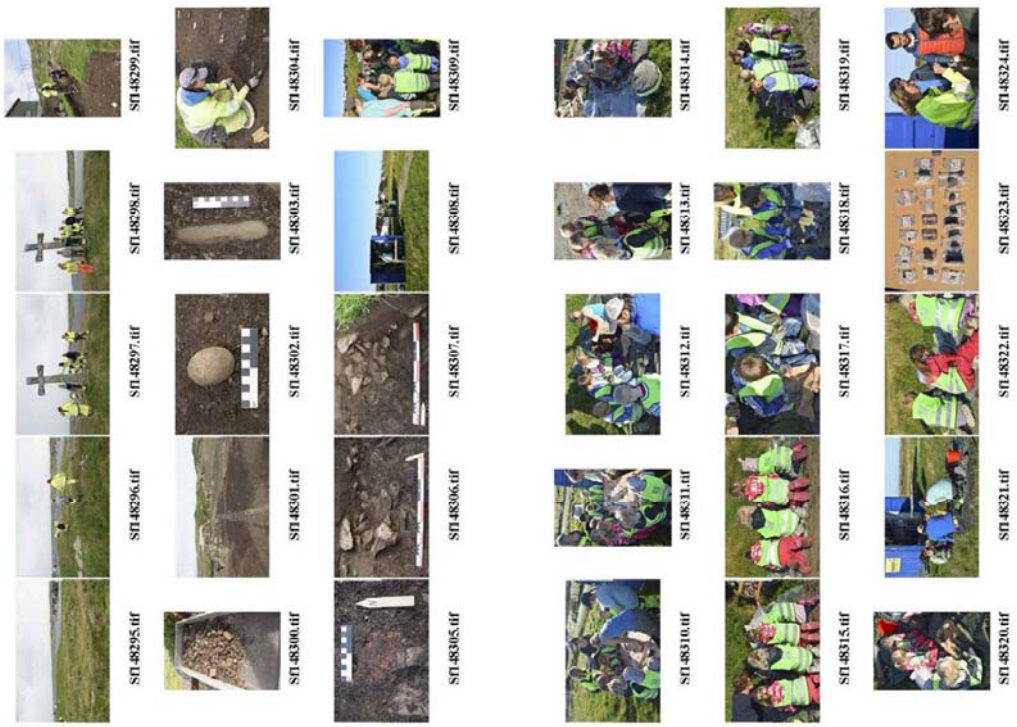 Sf148295.tif Sf148296.tif Sf148297.tif Sf148298.tif Sf148299.tif
Sf148300.tif Sf148301.tif Sf148302.tif Sf148303.tif Sf148304.tif
Sf148305.tif Sf148306.tif Sf148307.tif Sf148308.tif Sf148309.tif
Sf148310.tif Sf148311.tif Sf148312.tif Sf148313.tif Sf148314.tif
Sf148315.tif Sf148316.tif Sf148317.tif Sf148318.tif Sf148319.tif
Sf148320.tif Sf148321.tif Sf148322.tif Sf148323.tif Sf148324.tif